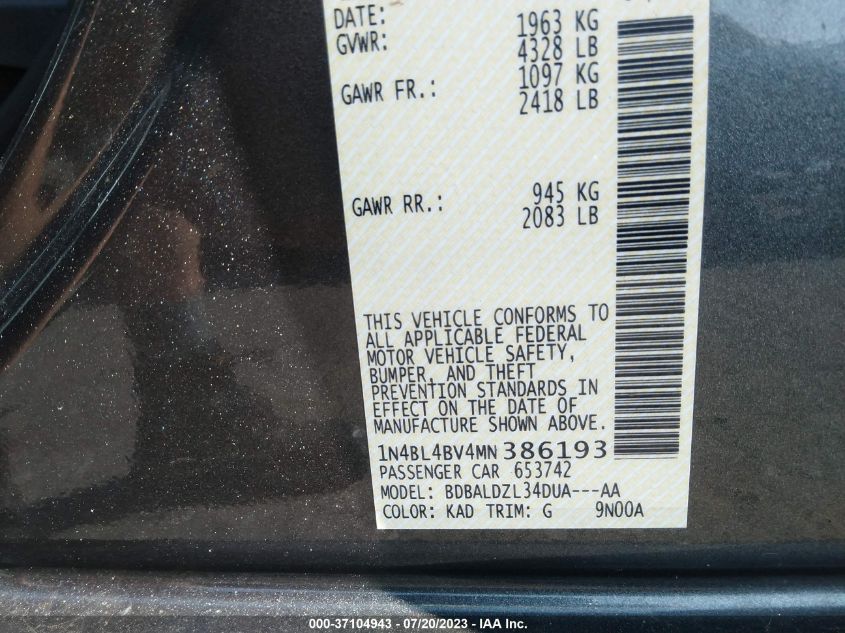 DATE:
1963 KG
GVWR: 4328 LB
GAWR FR.: 1097 KG
2418 LB
GAWR RR.: 945 KG
2083 LB
THIS VEHICLE CONFORMS TO
ALL APPLICABLE FEDERAL
MOTOR VEHICLE SAFETY,
BUMPER, AND THEFT
PREVENTION STANDARDS IN
EFFECT ON THE DATE OF
MANUFACTURE SHOWN ABOVE.
1N4BL4BV4MN386193
PASSENGER CAR 653742
MODEL: BDBALDZL34DUA---AA
COLOR: KAD TRIM: G 9N00A
000-37104943 - 07/20/2023 - IAA Inc.